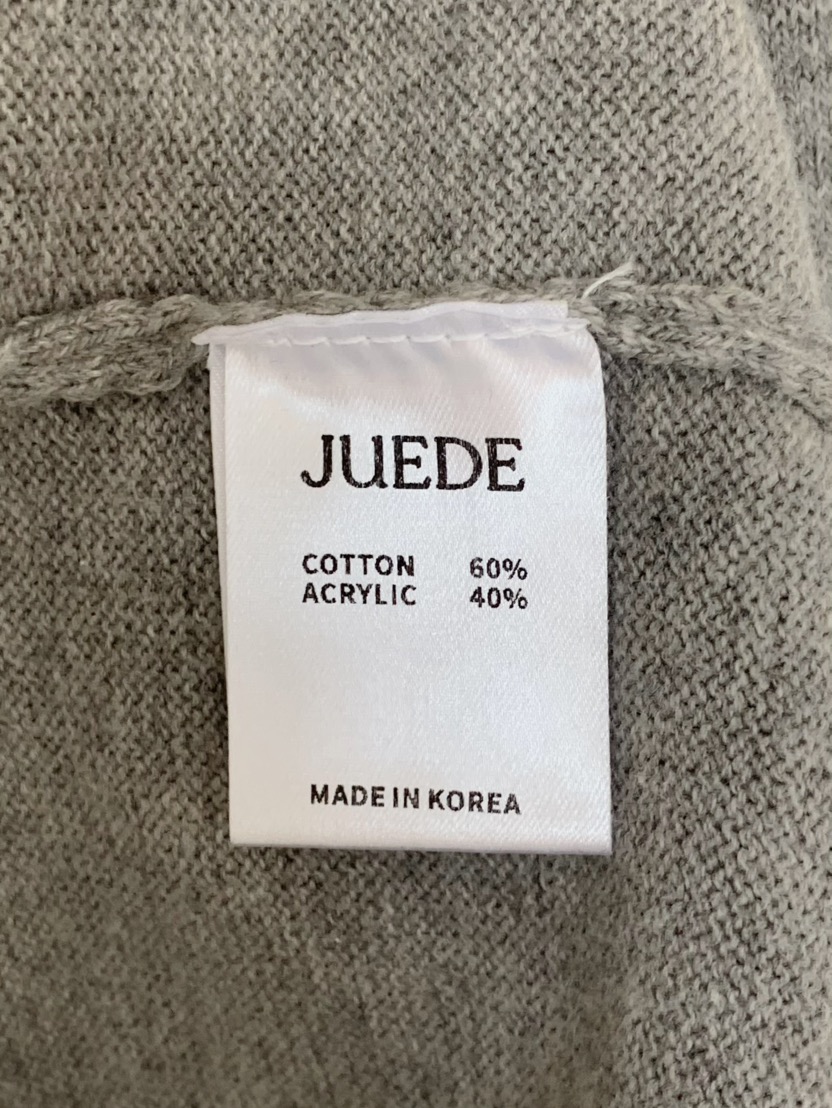 JUEDE
COTTON 60%
ACRYLIC 40%
MADE IN KOREA